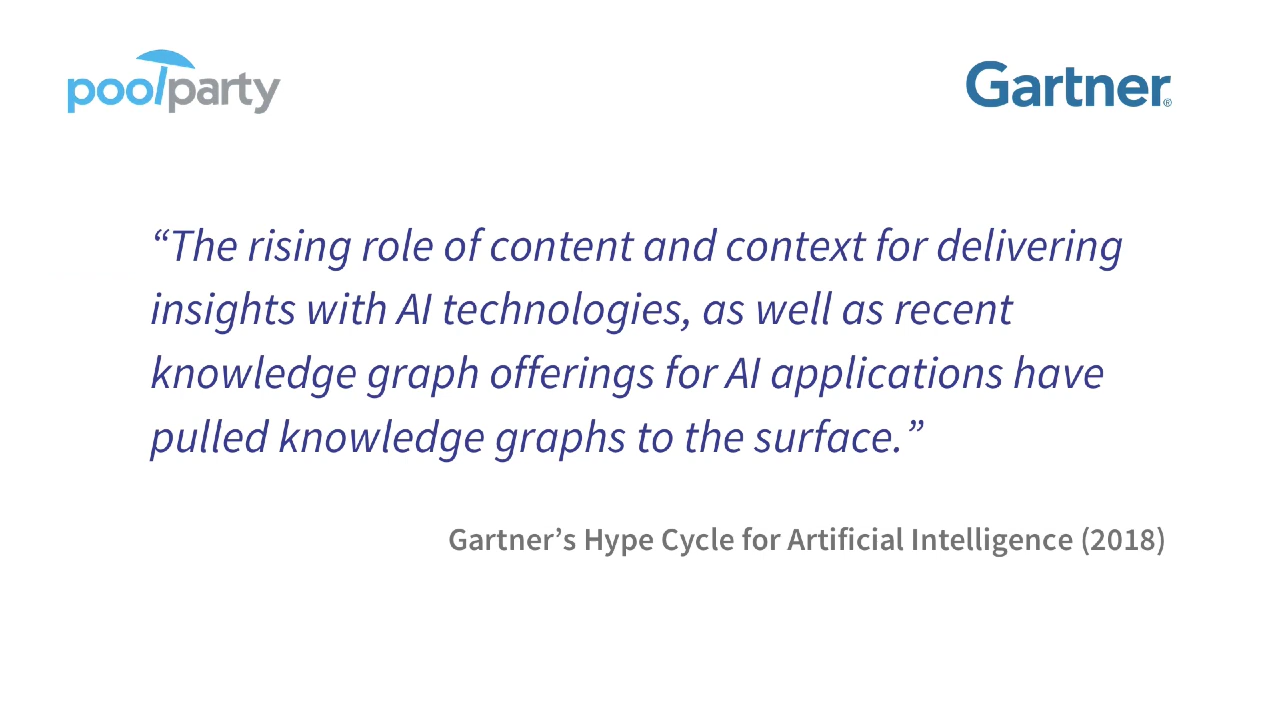 poolparty
Gartner®
“The rising role of content and context for delivering
insights with AI technologies, as well as recent
knowledge graph offerings for AI applications have
pulled knowledge graphs to the surface.”
Gartner’s Hype Cycle for Artificial Intelligence (2018)